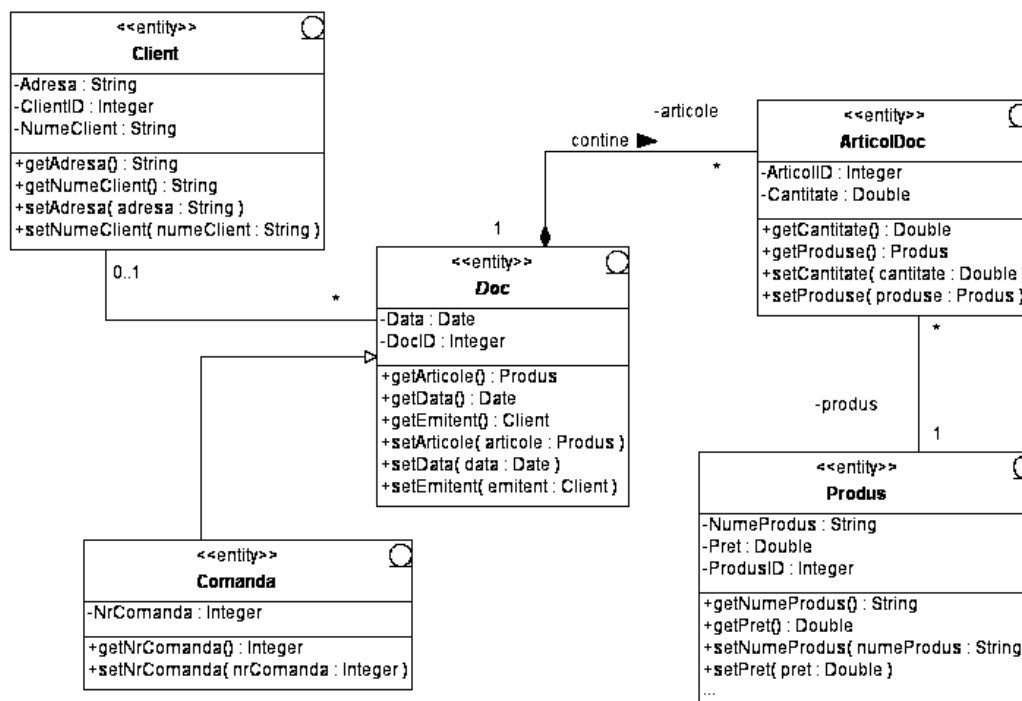 <<entity>>
Client
-Adresa : String
-ClientID : Integer
-NumeClient : String
+getAdresa() : String
+getNumeClient() : String
+setAdresa( adresa : String )
+setNumeClient( numeClient : String )
0..1
*
-articole
contine
*
1
<<entity>>
ArticolDoc
-ArticolID : Integer
-Cantitate : Double
+getCantitate() : Double
+getProduse() : Produs
+setCantitate( cantitate : Double
+setProduse( produse : Produs )
*
-produs
1
<<entity>>
Doc
-Data : Date
-DocID : Integer
+getArticole() : Produs
+getData() : Date
+getEmitent() : Client
+setArticole( articole : Produs )
+setData( data : Date )
+setEmitent( emitent : Client )
<<entity>>
Comanda
-NrComanda : Integer
+getNrComanda() : Integer
+setNrComanda( nrComanda : Integer )
<<entity>>
Produs
-NumeProdus : String
-Pret : Double
-ProdusID : Integer
+getNumeProdus() : String
+getPret() : Double
+setNumeProdus( numeProdus : String
+setPret( pret : Double )
...